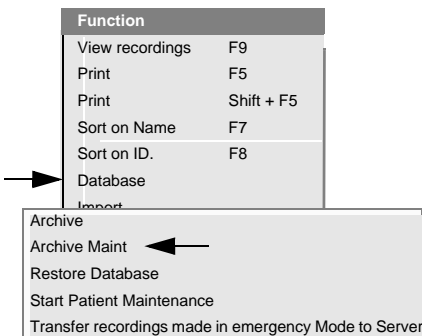 Function
View recordings F9
Print F5
Print Shift + F5
Sort on Name F7
Sort on ID. F8
Database
Import
Archive
Archive Maint
Restore Database
Start Patient Maintenance
Transfer recordings made in emergency Mode to Server